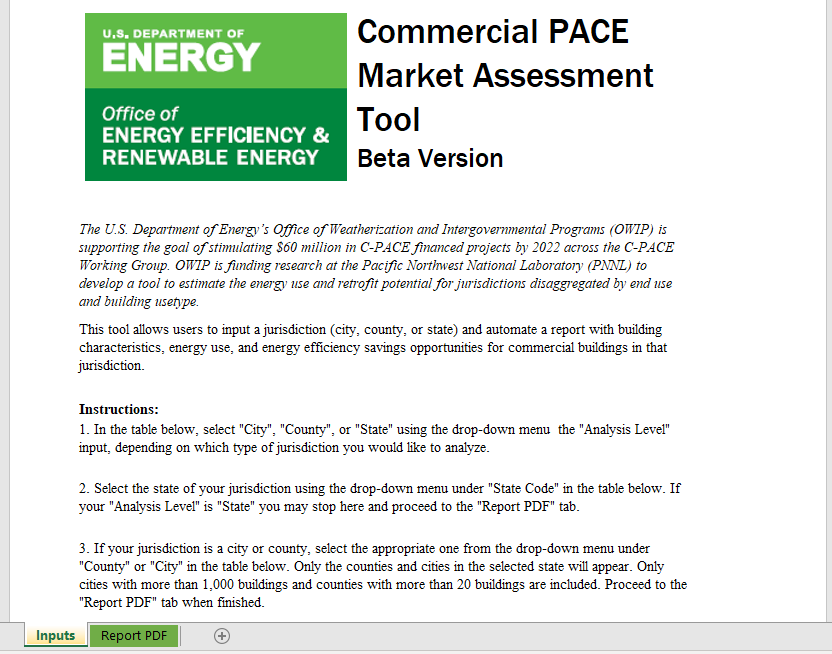 U.S. DEPARTMENT OF
ENERGY
Office of
ENERGY EFFICIENCY &
RENEWABLE ENERGY
Commercial PACE
Market Assessment
Tool
Beta Version
The U.S. Department of Energy's Office of Weatherization and Intergovernmental Programs (OWIP) is
supporting the goal of stimulating $60 million in C-PACE financed projects by 2022 across the C-PACE
Working Group. OWIP is funding research at the Pacific Northwest National Laboratory (PNNL) to
develop a tool to estimate the energy use and retrofit potential for jurisdictions disaggregated by end use
and building usetype.
This tool allows users to input a jurisdiction (city, county, or state) and automate a report with building
characteristics, energy use, and energy efficiency savings opportunities for commercial buildings in that
jurisdiction.
Instructions:
1. In the table below, select "City", "County", or "State" using the drop-down menu  the "Analysis Level"
input, depending on which type of jurisdiction you would like to analyze.
2. Select the state of your jurisdiction using the drop-down menu under "State Code" in the table below. If
your "Analysis Level" is "State" you may stop here and proceed to the "Report PDF" tab.
3. If your jurisdiction is a city or county, select the appropriate one from the drop-down menu under
"County" or "City" in the table below. Only the counties and cities in the selected state will appear. Only
cities with more than 1,000 buildings and counties with more than 20 buildings are included. Proceed to the
"Report PDF" tab when finished.
Inputs Report PDF